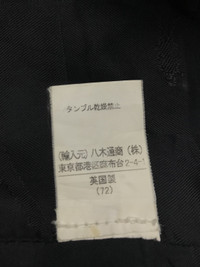 タンブル乾燥禁止
(輸入元) 八木通商 (株)
東京都港区麻布台2-4-
英国製
(72)